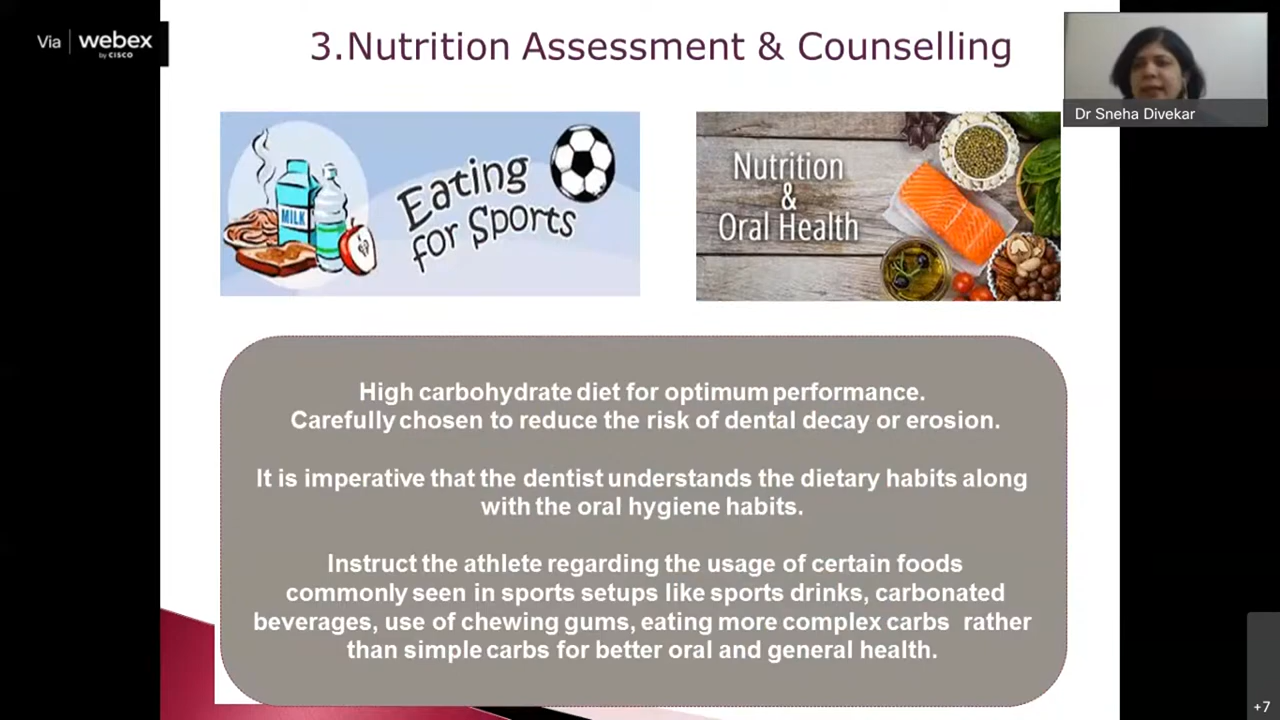 Via webex
by CISCO
3.Nutrition Assessment & Counselling
Dr Sneha Divekar
MILK
Eating
for Sports
Nutrition
&
Oral Health
High carbohydrate diet for optimum performance.
Carefully chosen to reduce the risk of dental decay or erosion.
It is imperative that the dentist understands the dietary habits along
with the oral hygiene habits.
Instruct the athlete regarding the usage of certain foods
commonly seen in sports setups like sports drinks, carbonated
beverages, use of chewing gums, eating more complex carbs rather
than simple carbs for better oral and general health.
+7